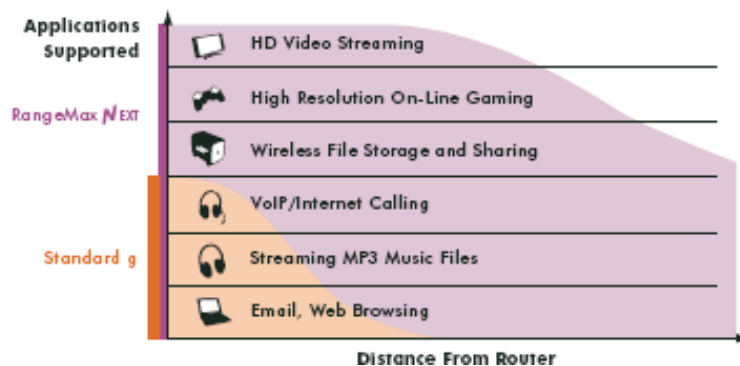 Applications
Supported
HD Video Streaming
RangeMax NEXT
High Resolution On-Line Gaming
Wireless File Storage and Sharing
VoIP/Internet Calling
Standard g
Streaming MP3 Music Files
Email, Web Browsing
Distance From Router